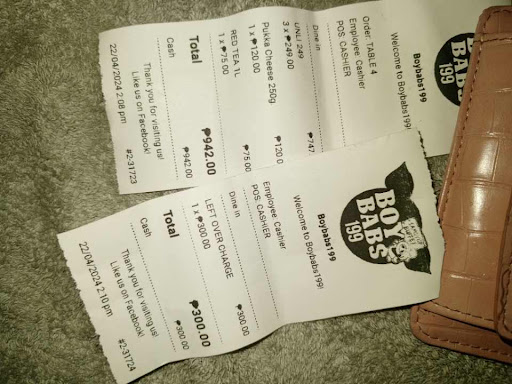 BOY
BABS
199
Boybabs199
Welcome to Boybabs199!
Order: TABLE 4
Employee: Cashier
POS: CASHIER
Dine in
UNLI 249
3 x ₱249.00 ₱747.
Pukka Cheese 250g
1 x ₱120.00 ₱120.0
RED TEA 1L
1 x ₱75.00 ₱75.00
Total ₱942.00
Cash ₱942.00
Thank you for visiting us!
Like us on Facebook!
22/04/2024 2:08 pm #2-31723
BOY
BABS
199
Boybabs199
Welcome to Boybabs199!
Employee: Cashier
POS: CASHIER
Dine in
LEFT OVER CHARGE
1 x ₱300.00 ₱300.00
Total ₱300.00
Cash ₱300.00
Thank you for visiting us!
Like us on Facebook!
22/04/2024 2:10 pm #2-31724